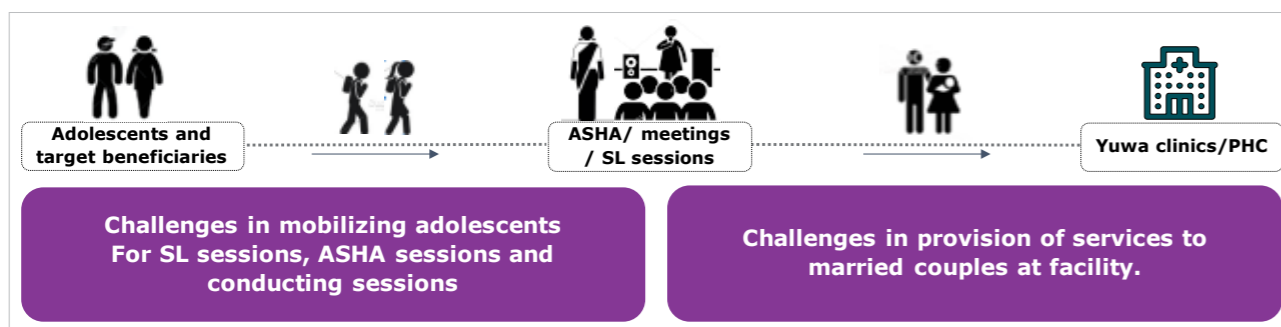 Adolescents and
target beneficiaries
ASHA/ meetings
/ SL sessions
Yuwa clinics/PHC
Challenges in mobilizing adolescents
For SL sessions, ASHA sessions and
conducting sessions
Challenges in provision of services to
married couples at facility.